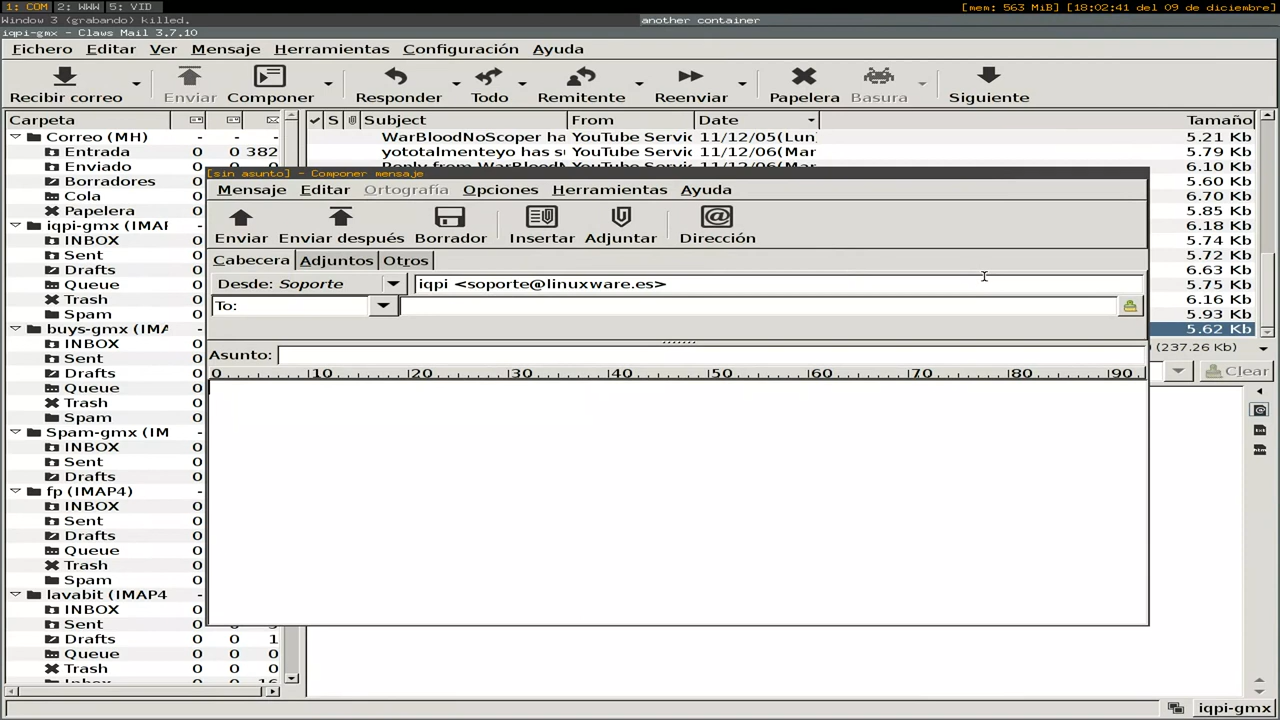 1: COM 2: WWW 5: VID
[mem: 563 MiB] [18:02:41 del 09 de diciembre]
Window 3 (grabando) killed.
another container
iqpi-gmx - Claws Mail 3.7.10
Fichero Editar Ver Mensaje Herramientas Configuración Ayuda
Recibir correo Enviar Componer Responder Todo Remitente Reenviar Papelera Basura Siguiente
Carpeta S Subject From Date Tamaño
Correo (MH) - - -
WarBloodNoScoper ha YouTube Servic 11/12/05(Lun) 5.21 Kb
Entrada 0 0 382
yototalmenteyo has s YouTube Servic 11/12/06(Mar 5.79 Kb
Enviado 0 0
Reply from WarBloodN YouTube Servic 11/12/06(Mar 6.10 Kb
Borradores 0
5.60 Kb
Cola 0
6.70 Kb
Papelera 0
5.85 Kb
iqpi-gmx (IMAP -
6.18 Kb
INBOX 0
5.74 Kb
Sent 0
5.72 Kb
Drafts 0
6.63 Kb
Queue 0
5.75 Kb
Trash 0
6.16 Kb
Spam 0
5.93 Kb
buys-gmx (IMA -
5.62 Kb
INBOX 0
(237.26 Kb)
Sent 0
Clear
Drafts 0
Queue 0
Trash 0
Spam 0
Spam-gmx (IM -
INBOX 0
Sent 0
Drafts 0
fp (IMAP4) -
INBOX 0
Sent 0
Drafts 0
Queue 0
Trash 0
Spam 0
lavabit (IMAP4 -
INBOX 0
Sent 0
Drafts 0 0 1
Queue 0 0 0
Trash 0 0 0
[sin asunto] - Componer mensaje
Mensaje Editar Ortografía Opciones Herramientas Ayuda
Enviar Enviar después Borrador Insertar Adjuntar Dirección
Cabecera Adjuntos Otros
Desde: Soporte iqpi <soporte@linuxware.es>
To:
Asunto:
0 10 20 30 40 50 60 70 80 90
iqpi-gmx